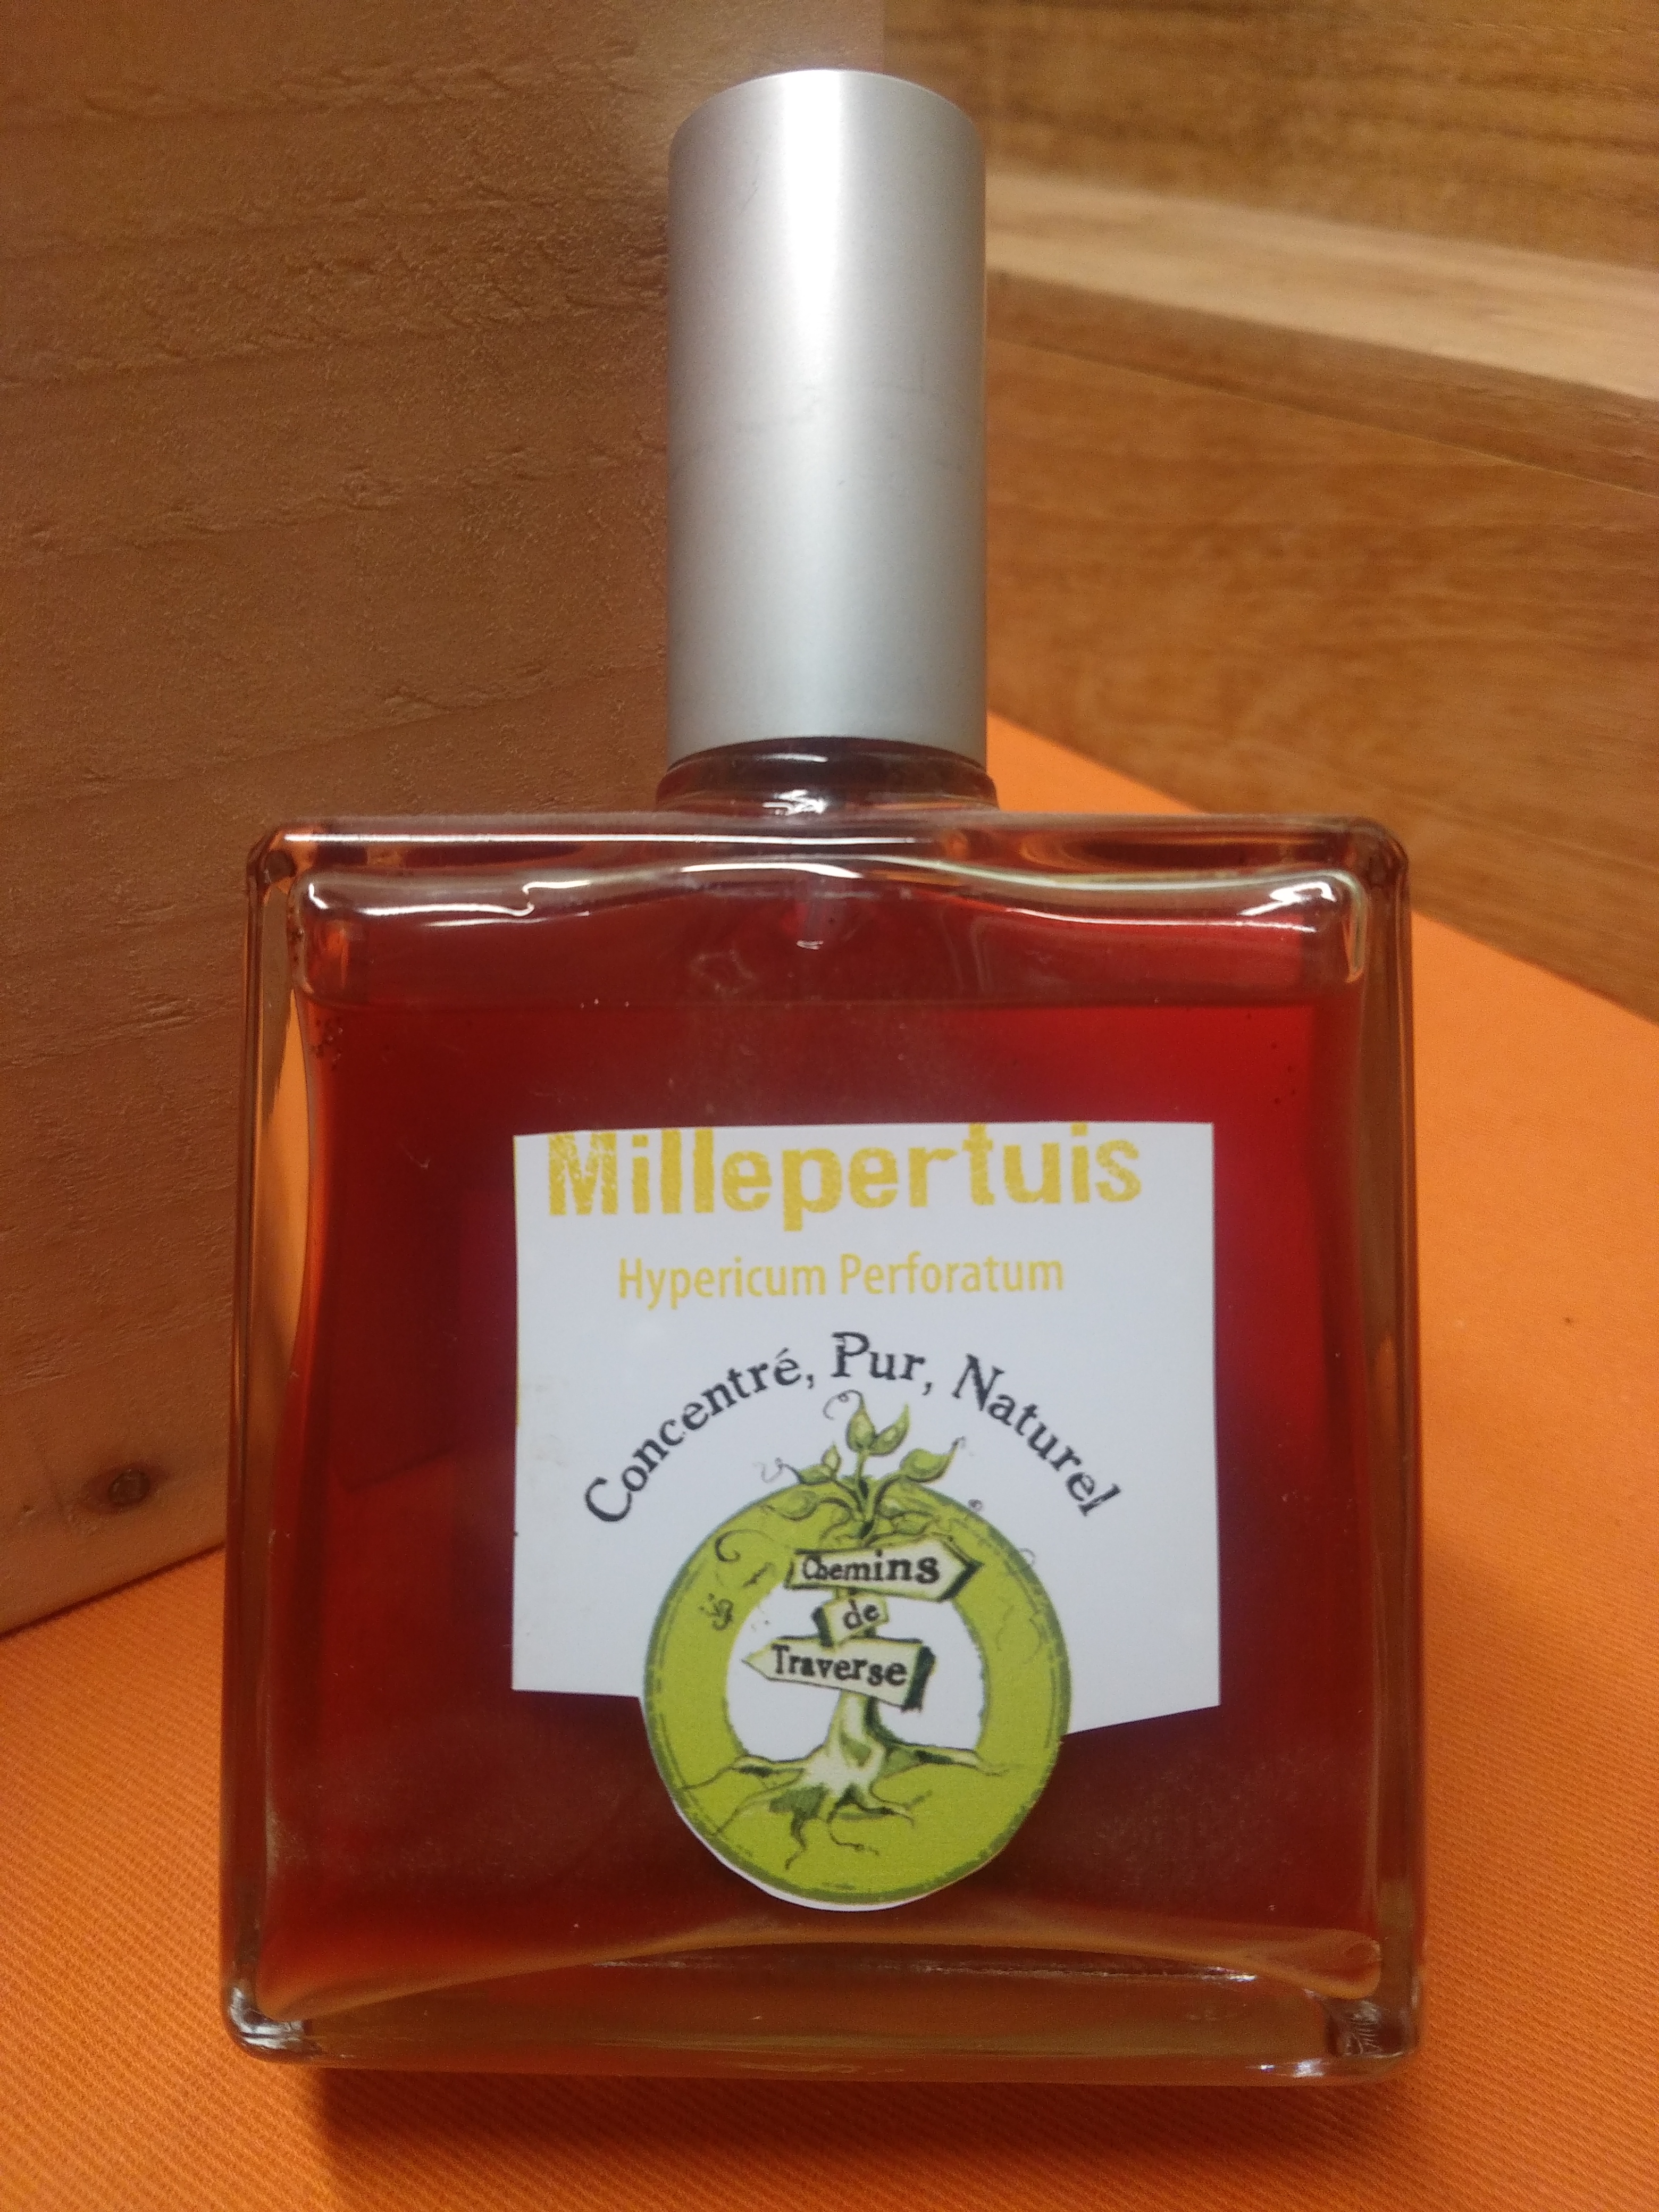 Millepertuis
Hypericum Perforatum
Concentré, Pur, Naturel
Chemins
de
Traverse